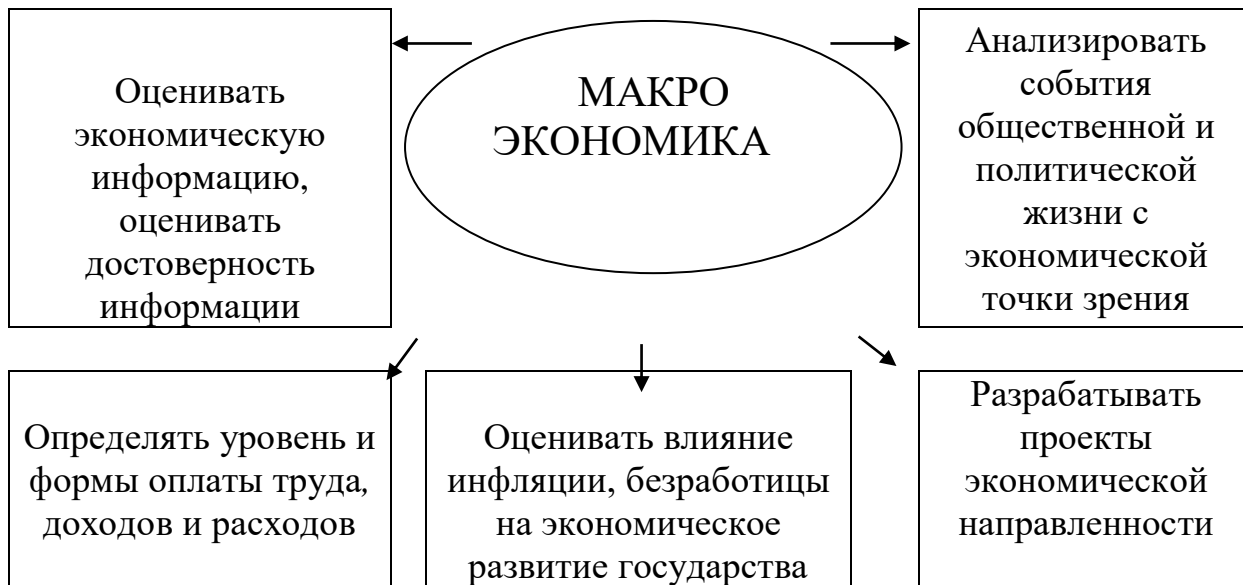 Оценивать
экономическую
информацию,
оценивать
достоверность
информации
МАКРО
ЭКОНОМИКА
Анализировать
события
общественной и
политической
жизни с
экономической
точки зрения
Определять уровень и
формы оплаты труда,
доходов и расходов
Оценивать влияние
инфляции, безработицы
на экономическое
развитие государства
Разрабатывать
проекты
экономической
направленности